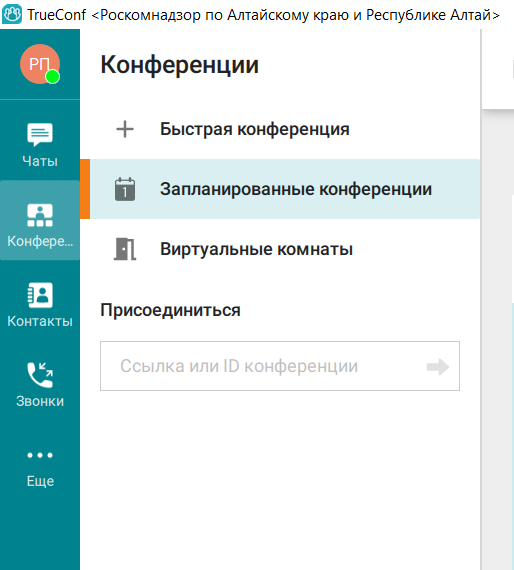 TrueConf <Роскомнадзор по Алтайскому краю и Республике Алтай>
РП
Чаты
Конфере...
Контакты
Звонки
Еще
Конференции
Быстрая конференция
1
Запланированные конференции
Виртуальные комнаты
Присоединиться
Ссылка или ID конференции